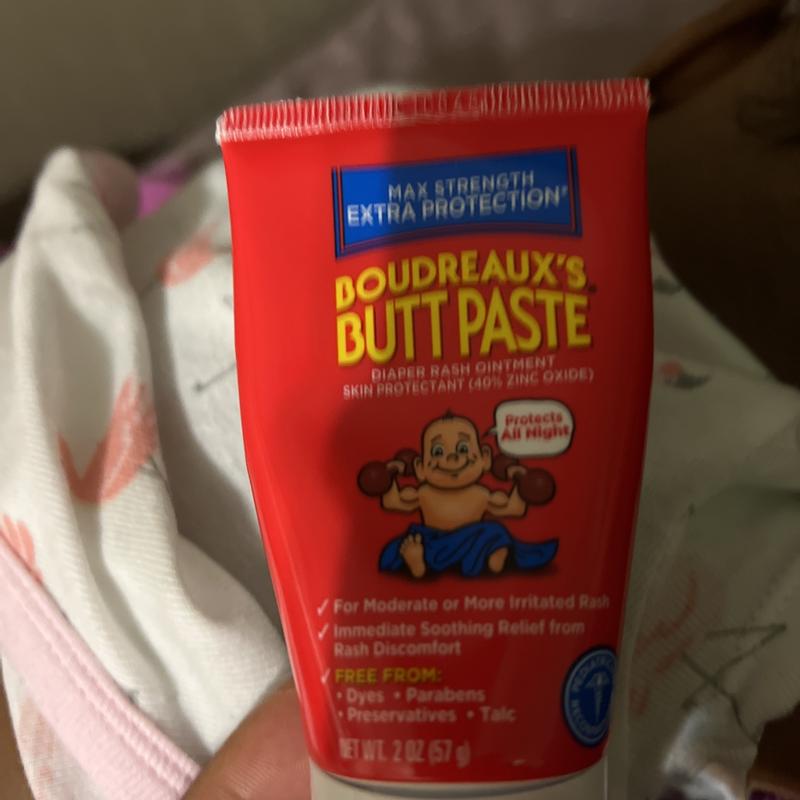 MAX STRENGTH
EXTRA PROTECTION*
BOUDREAUX'S
BUTT PASTE®
DIAPER RASH OINTMENT
SKIN PROTECTANT (40% ZINC OXIDE)
Protects
All Night
✓ For Moderate or More Irritated Rash
✓ Immediate Soothing Relief from
Rash Discomfort
✓ FREE FROM:
• Dyes • Parabens
• Preservatives • Talc
NET WT. 2 OZ (57 g)